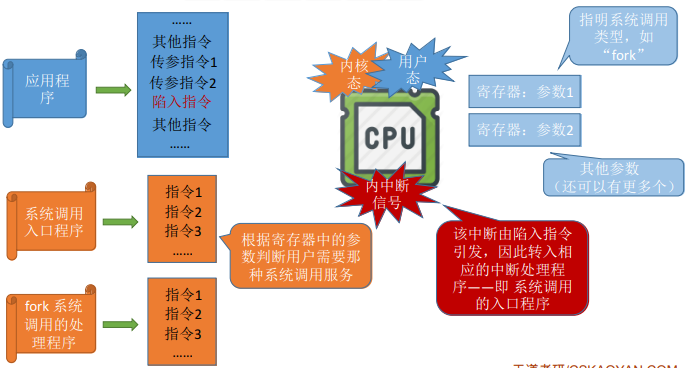 应用程
序
……
其他指令
传参指令1
传参指令2
陷入指令
其他指令
……
内核
态
用户
态
CPU
内中断
信号
指明系统调用
类型，如
“fork”
寄存器：参数1
寄存器：参数2
其他参数
（还可以有更多个）
系统调用
入口程序
指令1
指令2
指令3
……
根据寄存器中的参
数判断用户需要那
种系统调用服务
该中断由陷入指令
引发，因此转入相
应的中断处理程
序——即 系统调用
的入口程序
fork 系统
调用的处
理程序
指令1
指令2
指令3
……